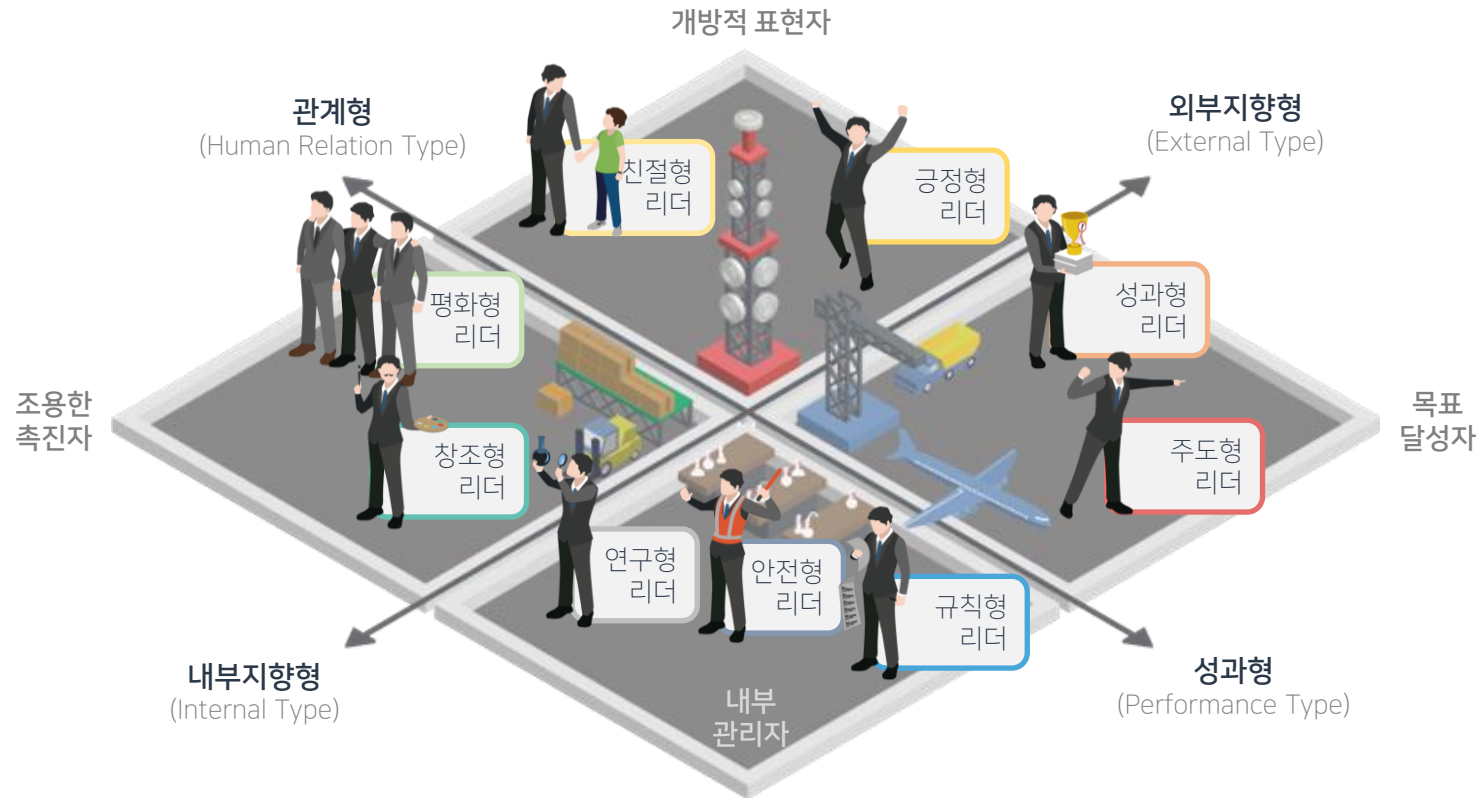 개방적 표현자
관계형
(Human Relation Type)
외부지향형
(External Type)
친절형
리더
긍정형
리더
평화형
리더
성과형
리더
조용한
촉진자
목표
달성자
창조형
리더
주도형
리더
연구형
리더
안전형
리더
규칙형
리더
내부지향형
(Internal Type)
내부
관리자
성과형
(Performance Type)